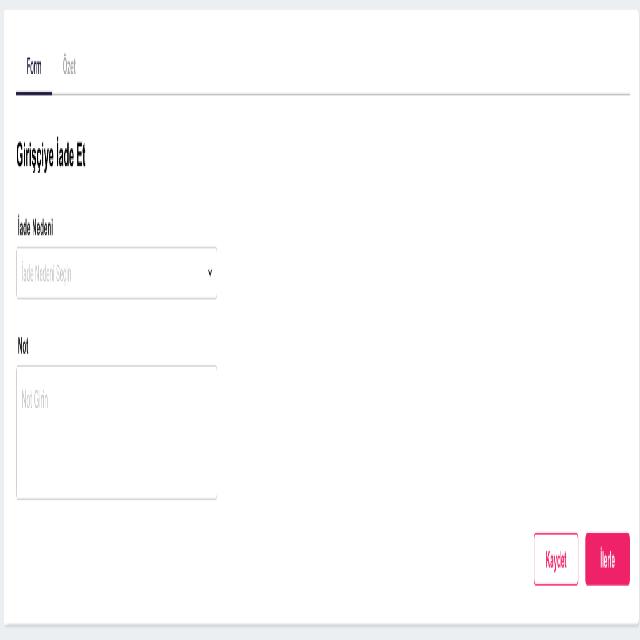 Form
Özet
Girişçiye İade Et
İade Nedeni
İade Nedeni Seçin
Not
Not Girin
Kaydet
İlerle